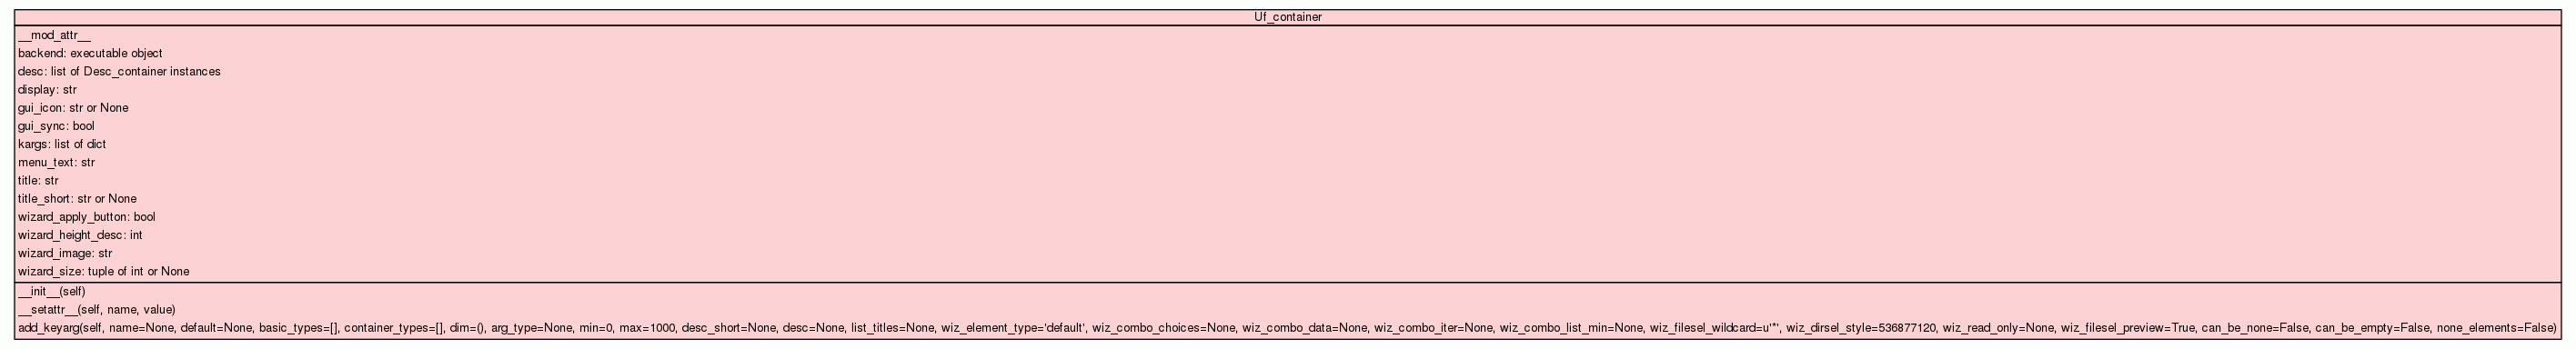 Uf_container
__mod_attr__
backend: executable object
desc: list of Desc_container instances
display: str
gui_icon: str or None
gui_sync: bool
kargs: list of dict
menu_text: str
title: str
title_short: str or None
wizard_apply_button: bool
wizard_height_desc: int
wizard_image: str
wizard_size: tuple of int or None
__init__(self)
__setattr__(self, name, value)
add_keyarg(self, name=None, default=None, basic_types=[], container_types=[], dim=(), arg_type=None, min=0, max=1000, desc_short=None, desc=None, list_titles=None, wiz_element_type='default', wiz_combo_choices=None, wiz_combo_data=None, wiz_combo_iter=None, wiz_combo_list_min=None, wiz_filesel_wildcard=u'*', wiz_dirsel_style=536877120, wiz_read_only=None, wiz_filesel_preview=True, can_be_none=False, can_be_empty=False, none_elements=False)